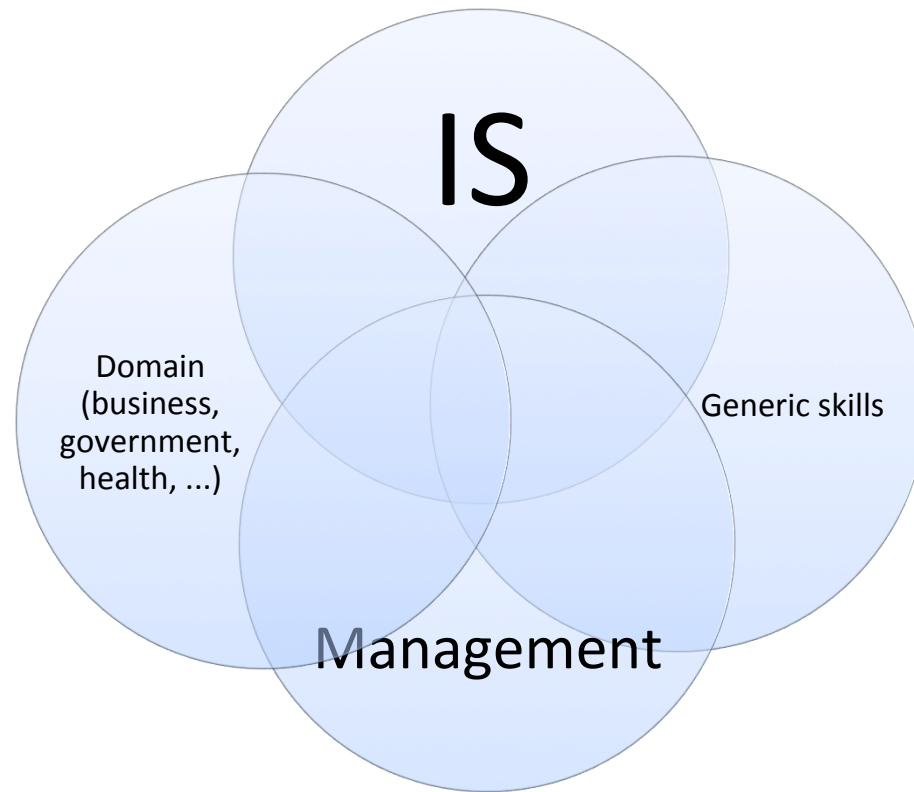 IS
Domain
(business,
government,
health, ...)
Generic skills
Management